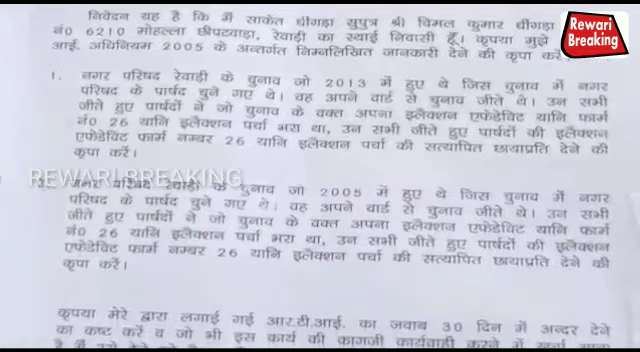 निवेदन यह है कि मैं साकेत धींगड़ा सुपुत्र श्री विमल कुमार धींगड़ा
नं0 6210 मोहल्ला छीपटवाड़ा, रेवाड़ी का स्थाई निवासी हूँ। कृपया मुझे
आई. अधिनियम 2005 के अन्तर्गत निम्नलिखित जानकारी देने की कृपा करें।
Rewari
Breaking
1. नगर परिषद रेवाड़ी के चुनाव जो 2013 में हुए थे जिस चुनाव में नगर
परिषद के पार्षद चुने गए थे। वह अपने वार्ड से चुनाव जीते थे। उन सभी
जीते हुए पार्षदों ने जो चुनाव के वक्त अपना इलैक्शन एफेडेविट यानि फार्म
नं0 26 यानि इलैक्शन पर्चा भरा था, उन सभी जीते हुए पार्षदों की इलैक्शन
एफेडेविट फार्म नम्बर 26 यानि इलैक्शन पर्चा की सत्यापित छायाप्रति देने की
कृपा करें।
REWARI BREAKING
नगर परिषद रेवाड़ी के चुनाव जो 2005 में हुए थे जिस चुनाव में नगर
परिषद के पार्षद चुने गए थे। वह अपने वार्ड से चुनाव जीते थे। उन सभी
जीते हुए पार्षदों ने जो चुनाव के वक्त अपना इलैक्शन एफेडेविट यानि फार्म
नं0 26 यानि इलैक्शन पर्चा भरा था, उन सभी जीते हुए पार्षदों की इलैक्शन
एफेडेविट फार्म नम्बर 26 यानि इलैक्शन पर्चा की सत्यापित छायाप्रति देने की
कृपा करें।
कृपया मेरे द्वारा लगाई गई आर.टी.आई. का जवाब 30 दिन में अन्दर देने
का कष्ट करें व जो भी इस कार्य की कागजी कार्यवाही करने में खर्चा